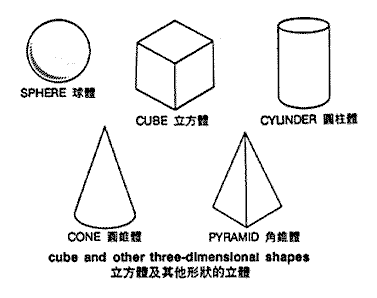 SPHERE 球體
CUBE 立方體
CYLINDER 圓柱體
CONE 圓錐體
PYRAMID 角錐體
cube and other three-dimensional shapes
立方體及其他形狀的立體